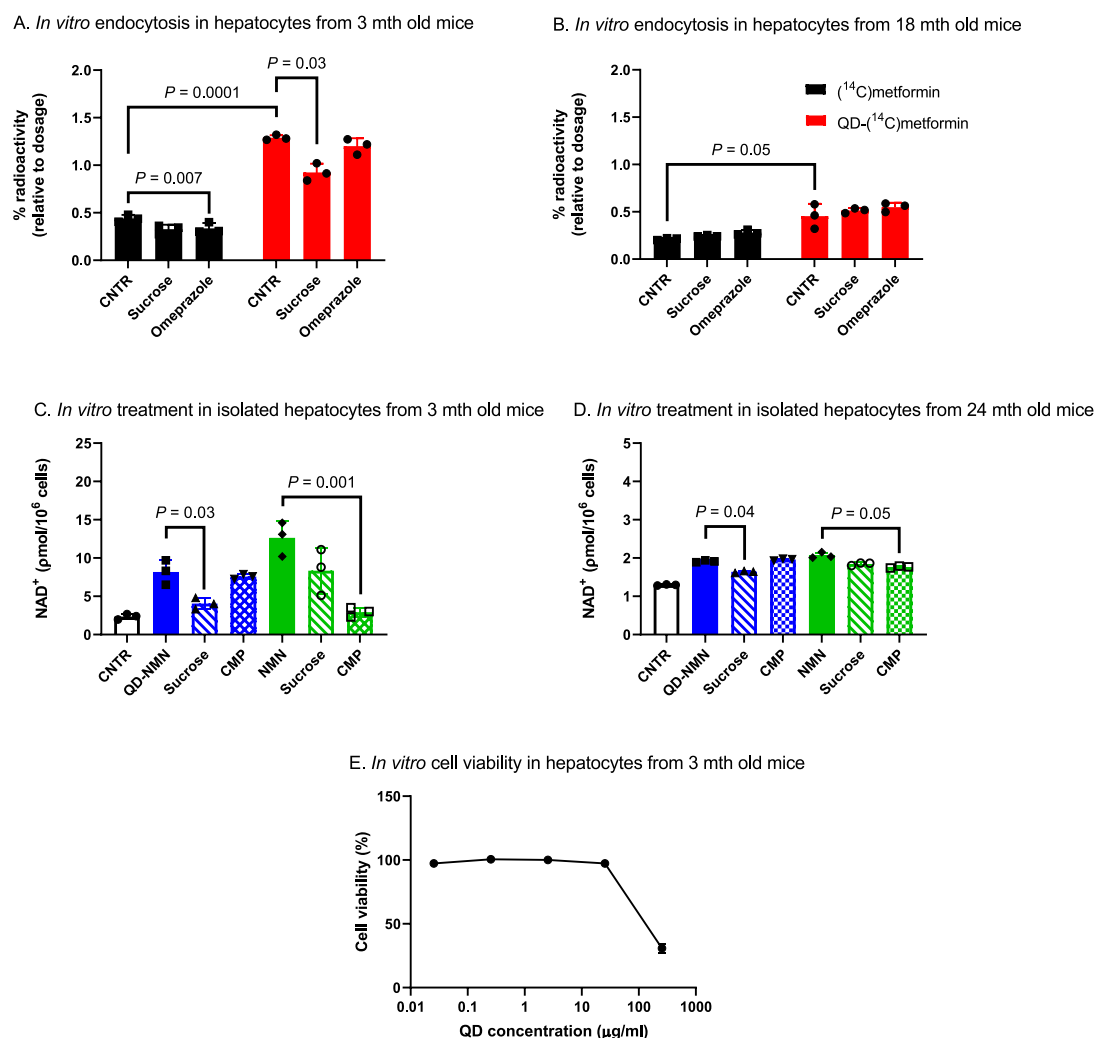 A. In vitro endocytosis in hepatocytes from 3 mth old mice
% radioactivity
(relative to dosage)
2.0
1.5
1.0
0.5
0.0
P = 0.03
P = 0.0001
P = 0.007
CNTR
Sucrose
Omeprazole
CNTR
Sucrose
Omeprazole
B. In vitro endocytosis in hepatocytes from 18 mth old mice
% radioactivity
(relative to dosage)
2.0
1.5
1.0
0.5
0.0
(¹⁴C)metformin
QD-(¹⁴C)metformin
P = 0.05
CNTR
Sucrose
Omeprazole
CNTR
Sucrose
Omeprazole
C. In vitro treatment in isolated hepatocytes from 3 mth old mice
NAD⁺ (pmol/10⁶ cells)
25
20
15
10
5
0
P = 0.03
P = 0.001
CNTR
QD-NMN
Sucrose
CMP
NMN
Sucrose
CMP
D. In vitro treatment in isolated hepatocytes from 24 mth old mice
NAD⁺ (pmol/10⁶ cells)
5
4
3
2
1
0
P = 0.04
P = 0.05
CNTR
QD-NMN
Sucrose
CMP
NMN
Sucrose
CMP
E. In vitro cell viability in hepatocytes from 3 mth old mice
Cell viability (%)
150
100
50
0
0.01
0.1
1
10
100
1000
QD concentration (μg/ml)